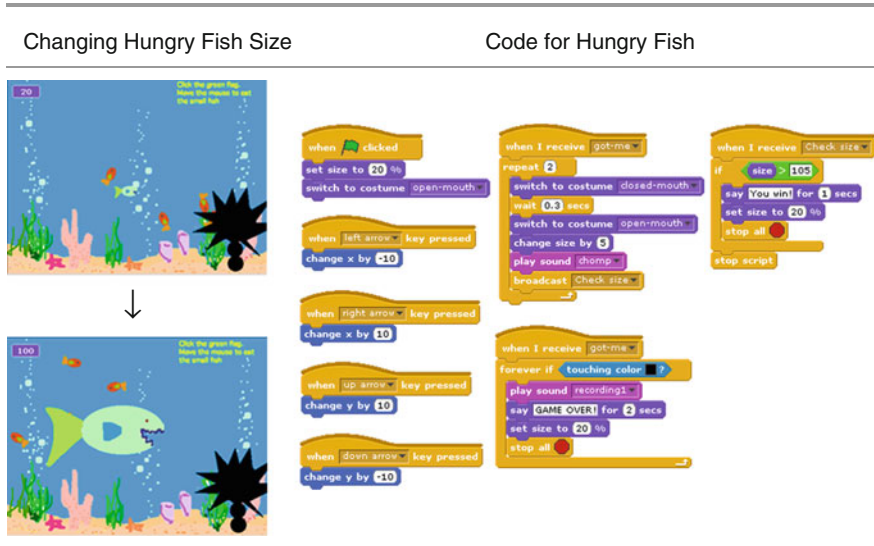 Changing Hungry Fish Size
Code for Hungry Fish
20
Click the green flag.
Move the mouse to eat
the small fish
100
Click the green flag.
Move the mouse to eat
the small fish
when clicked
set size to 20 %
switch to costume open-mouth
when left arrow key pressed
change x by -10
when right arrow key pressed
change x by 10
when up arrow key pressed
change y by 10
when down arrow key pressed
change y by -10
when I receive got-me
repeat 2
switch to costume closed-mouth
wait 0.3 secs
switch to costume open-mouth
change size by 5
play sound chomp
broadcast Check size
when I receive got-me
forever if touching color ?
play sound recording1
say GAME OVER! for 2 secs
set size to 20 %
stop all
when I receive Check size
if size > 105
say You win! for 1 secs
set size to 20 %
stop all
stop script